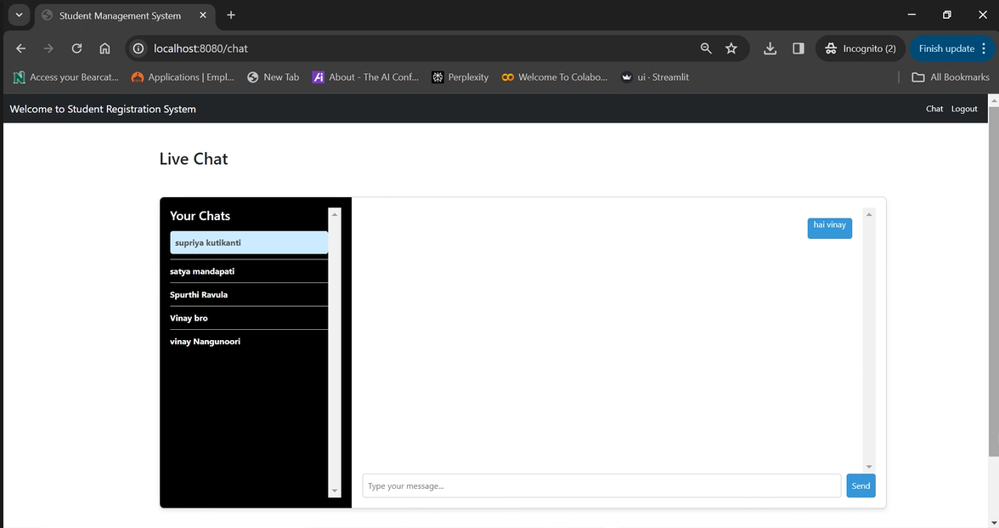 Student Management System
localhost:8080/chat
Incognito (2)
Finish update
Access your Bearcat...
Applications | Empl...
New Tab
Ai
About - The AI Conf...
Perplexity
Welcome To Colabo...
ui · Streamlit
All Bookmarks
Welcome to Student Registration System
Chat
Logout
Live Chat
Your Chats
supriya kutikanti
satya mandapati
Spurthi Ravula
Vinay bro
vinay Nangunoori
hai vinay
Type your message...
Send